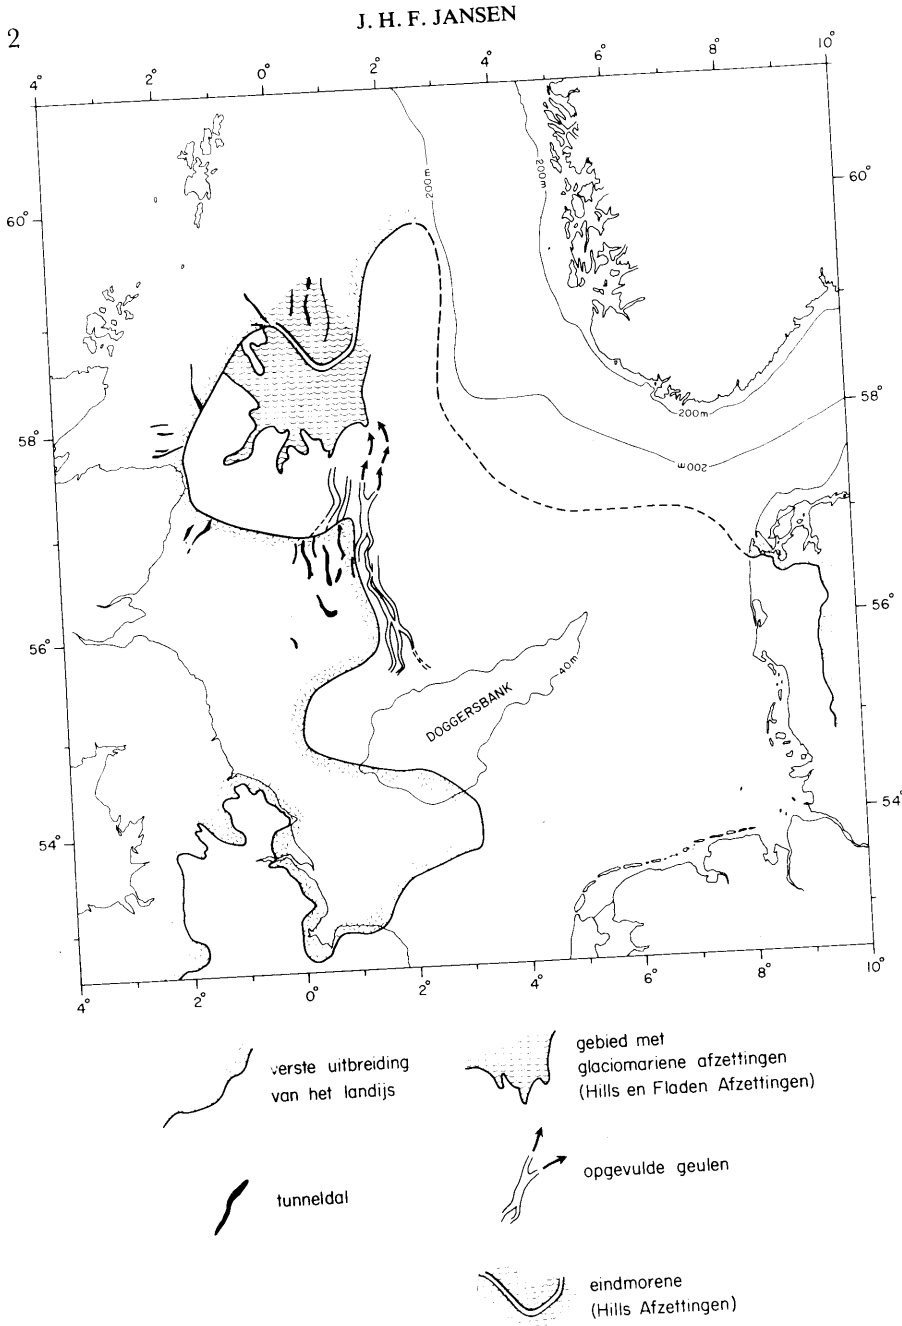 J. H. F. JANSEN
2
4° 2° 0° 2° 4° 6° 8° 10°
60° 60°
200m 200m
58° 58°
200m
200m
56° 56°
40m
DOGGERSBANK
54° 54°
4° 2° 0° 2° 4° 6° 8° 10°
verste uitbreiding
van het landijs
gebied met
glaciomariene afzettingen
(Hills en Fladen Afzettingen)
tunneldal
opgevulde geulen
eindmorene
(Hills Afzettingen)